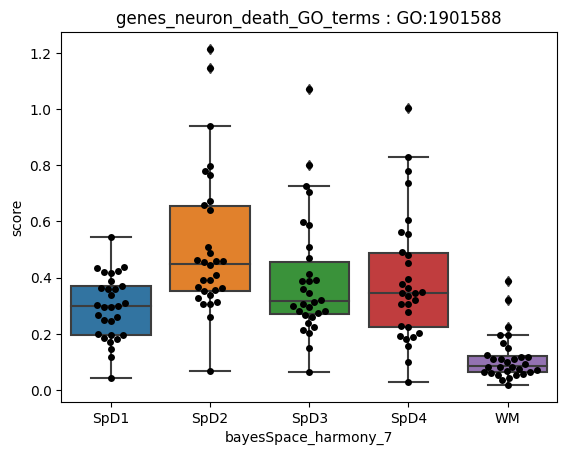 genes_neuron_death_GO_terms : GO:1901588
1.2
1.0
0.8
0.6
0.4
0.2
0.0
score
SpD1 SpD2 SpD3 SpD4 WM
bayesSpace_harmony_7